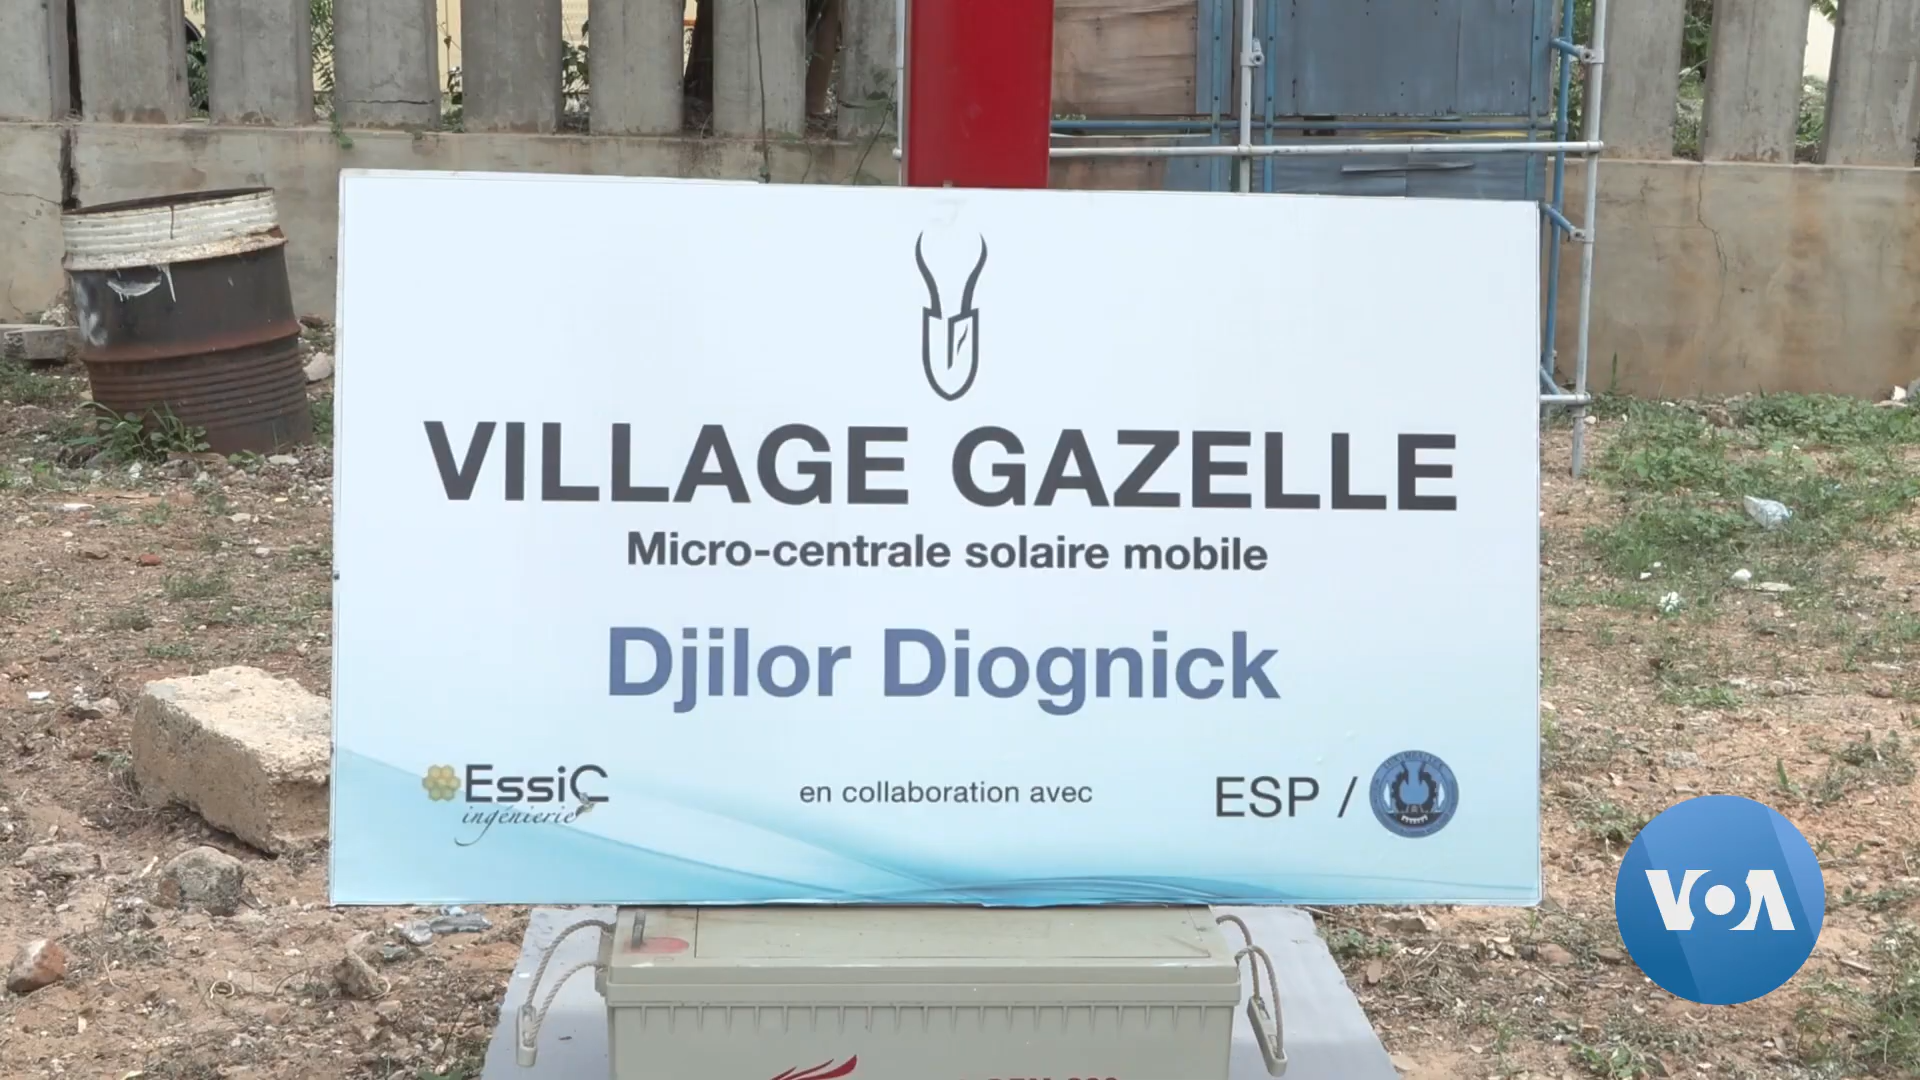 VILLAGE GAZELLE
Micro-centrale solaire mobile
Djilor Diognick
EssiC
ingénierie
en collaboration avec
ESP /
VOA